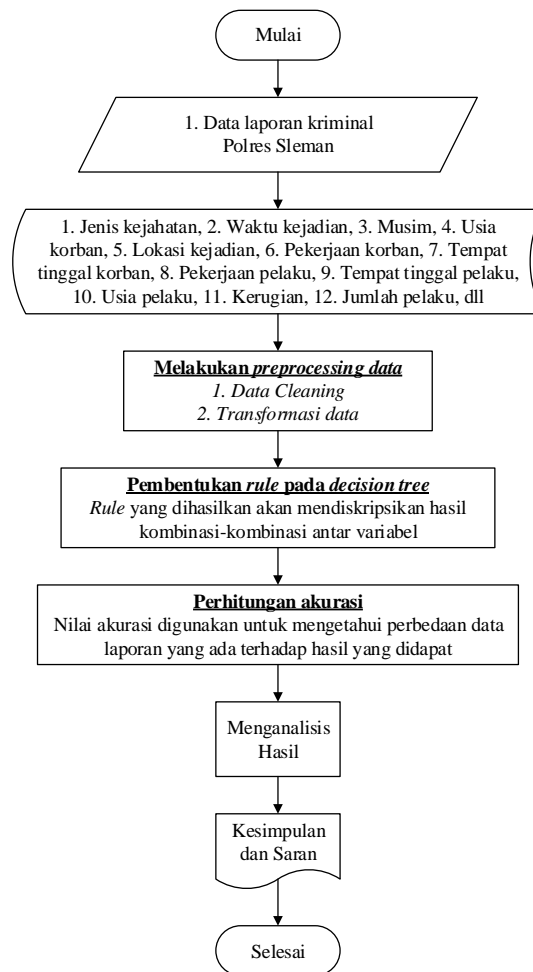 Mulai
1. Data laporan kriminal
Polres Sleman
1. Jenis kejahatan, 2. Waktu kejadian, 3. Musim, 4. Usia
korban, 5. Lokasi kejadian, 6. Pekerjaan korban, 7. Tempat
tinggal korban, 8. Pekerjaan pelaku, 9. Tempat tinggal pelaku,
10. Usia pelaku, 11. Kerugian, 12. Jumlah pelaku, dll
Melakukan preprocessing data
1. Data Cleaning
2. Transformasi data
Pembentukan rule pada decision tree
Rule yang dihasilkan akan mendiskripsikan hasil
kombinasi-kombinasi antar variabel
Perhitungan akurasi
Nilai akurasi digunakan untuk mengetahui perbedaan data
laporan yang ada terhadap hasil yang didapat
Menganalisis
Hasil
Kesimpulan
dan Saran
Selesai